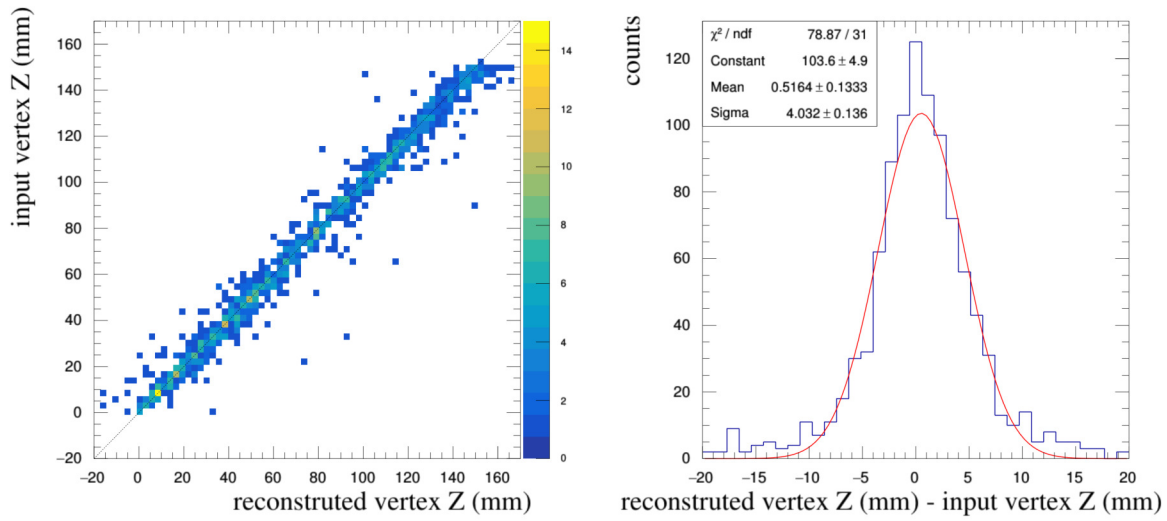 input vertex Z (mm)
160
140
120
100
80
60
40
20
0
−20
−20 0 20 40 60 80 100 120 140 160
reconstruted vertex Z (mm)
14
12
10
8
6
4
2
0
counts
χ² / ndf 78.87 / 31
Constant 103.6 ± 4.9
Mean 0.5164 ± 0.1333
Sigma 4.032 ± 0.136
120
100
80
60
40
20
0
−20 −15 −10 −5 0 5 10 15 20
reconstruted vertex Z (mm) - input vertex Z (mm)